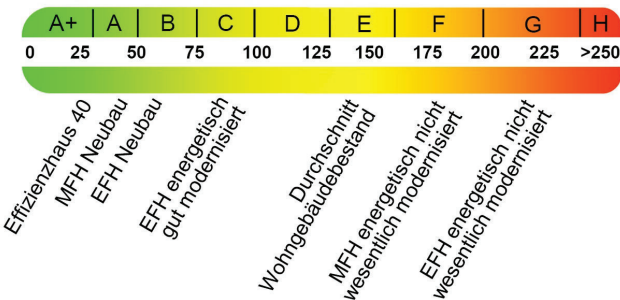 A+ A B C D E F G H
0 25 50 75 100 125 150 175 200 225 >250
Effizienzhaus 40
MFH Neubau
EFH Neubau
EFH energetisch
gut modernisiert
Durchschnitt
Wohngebäudebestand
MFH energetisch nicht
wesentlich modernisiert
EFH energetisch nicht
wesentlich modernisiert